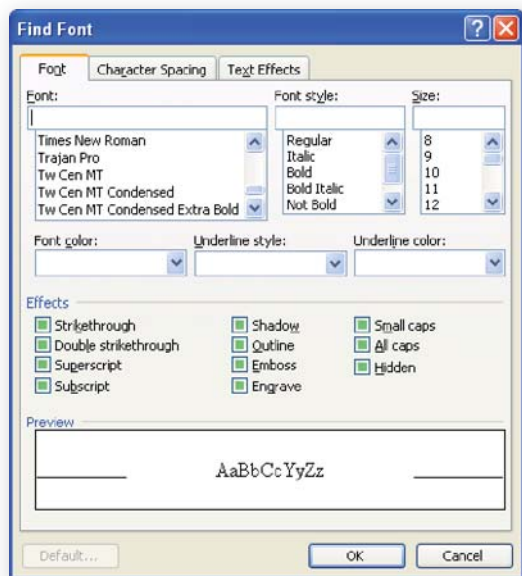 Find Font
Font Character Spacing Text Effects
Font: Font style: Size:
Times New Roman Regular 8
Trajan Pro Italic 9
Tw Cen MT Bold 10
Tw Cen MT Condensed Bold Italic 11
Tw Cen MT Condensed Extra Bold Not Bold 12
Font color: Underline style: Underline color:
Effects
Strikethrough Shadow Small caps
Double strikethrough Outline All caps
Superscript Emboss Hidden
Subscript Engrave
Preview
AaBbCcYyZz
Default... OK Cancel